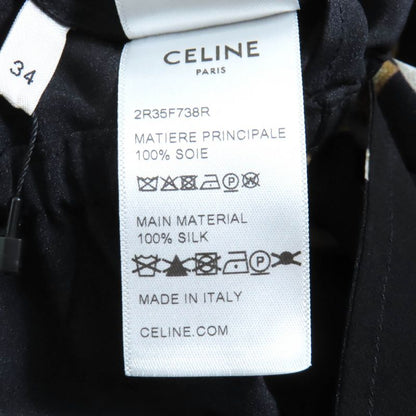 34
CELINE
PARIS
2R35F738R
MATIERE PRINCIPALE
100% SOIE
MAIN MATERIAL
100% SILK
MADE IN ITALY
CELINE.COM